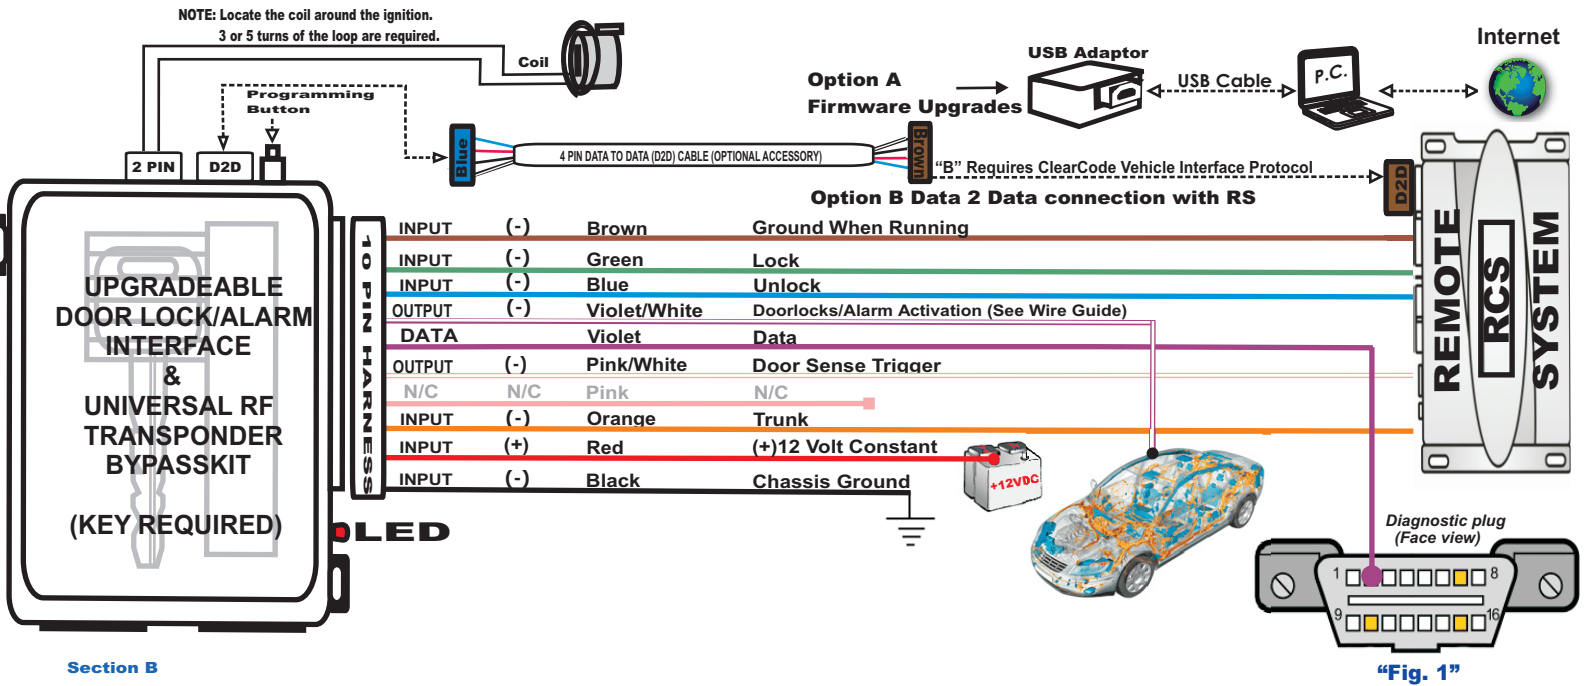 NOTE: Locate the coil around the ignition.
3 or 5 turns of the loop are required.
Coil
Programming
Button
2 PIN
D2D
Blue
4 PIN DATA TO DATA (D2D) CABLE (OPTIONAL ACCESSORY)
Brown
Option A
Firmware Upgrades
USB Adaptor
USB Cable
P.C.
Internet
"B" Requires ClearCode Vehicle Interface Protocol
Option B Data 2 Data connection with RS
D2D
REMOTE
RCS
SYSTEM
UPGRADEABLE
DOOR LOCK/ALARM
INTERFACE
&
UNIVERSAL RF
TRANSPONDER
BYPASSKIT
(KEY REQUIRED)
LED
10 PIN HARNESS
INPUT (-) Brown Ground When Running
INPUT (-) Green Lock
INPUT (-) Blue Unlock
OUTPUT (-) Violet/White Doorlocks/Alarm Activation (See Wire Guide)
DATA Violet Data
OUTPUT (-) Pink/White Door Sense Trigger
N/C N/C Pink N/C
INPUT (-) Orange Trunk
INPUT (+) Red (+)12 Volt Constant
INPUT (-) Black Chassis Ground
+12VDC
Diagnostic plug
(Face view)
1 8
9 16
Section B
“Fig. 1”